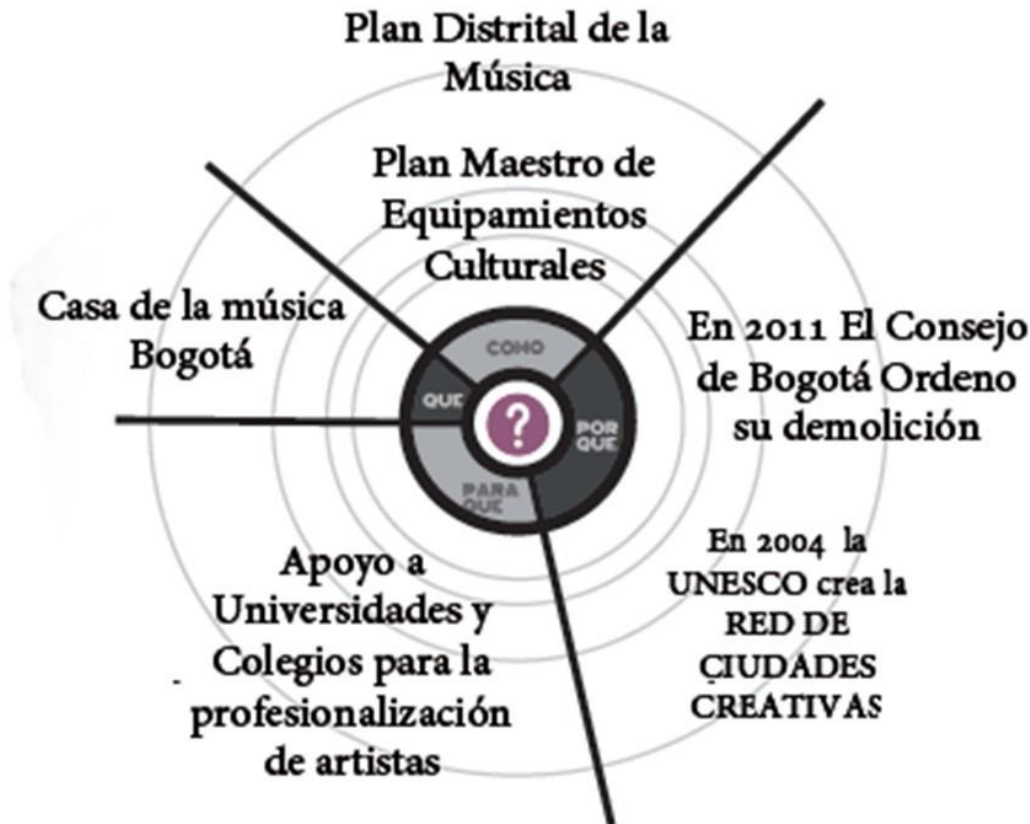 Plan Distrital de la
Música
Plan Maestro de
Equipamientos
Culturales
Casa de la música
Bogotá
En 2011 El Consejo
de Bogotá Ordeno
su demolición
COMO
QUE
?
POR
QUE
PARA
QUE
En 2004 la
UNESCO crea la
RED DE
CIUDADES
CREATIVAS
Apoyo a
Universidades y
Colegios para la
profesionalización
de artistas